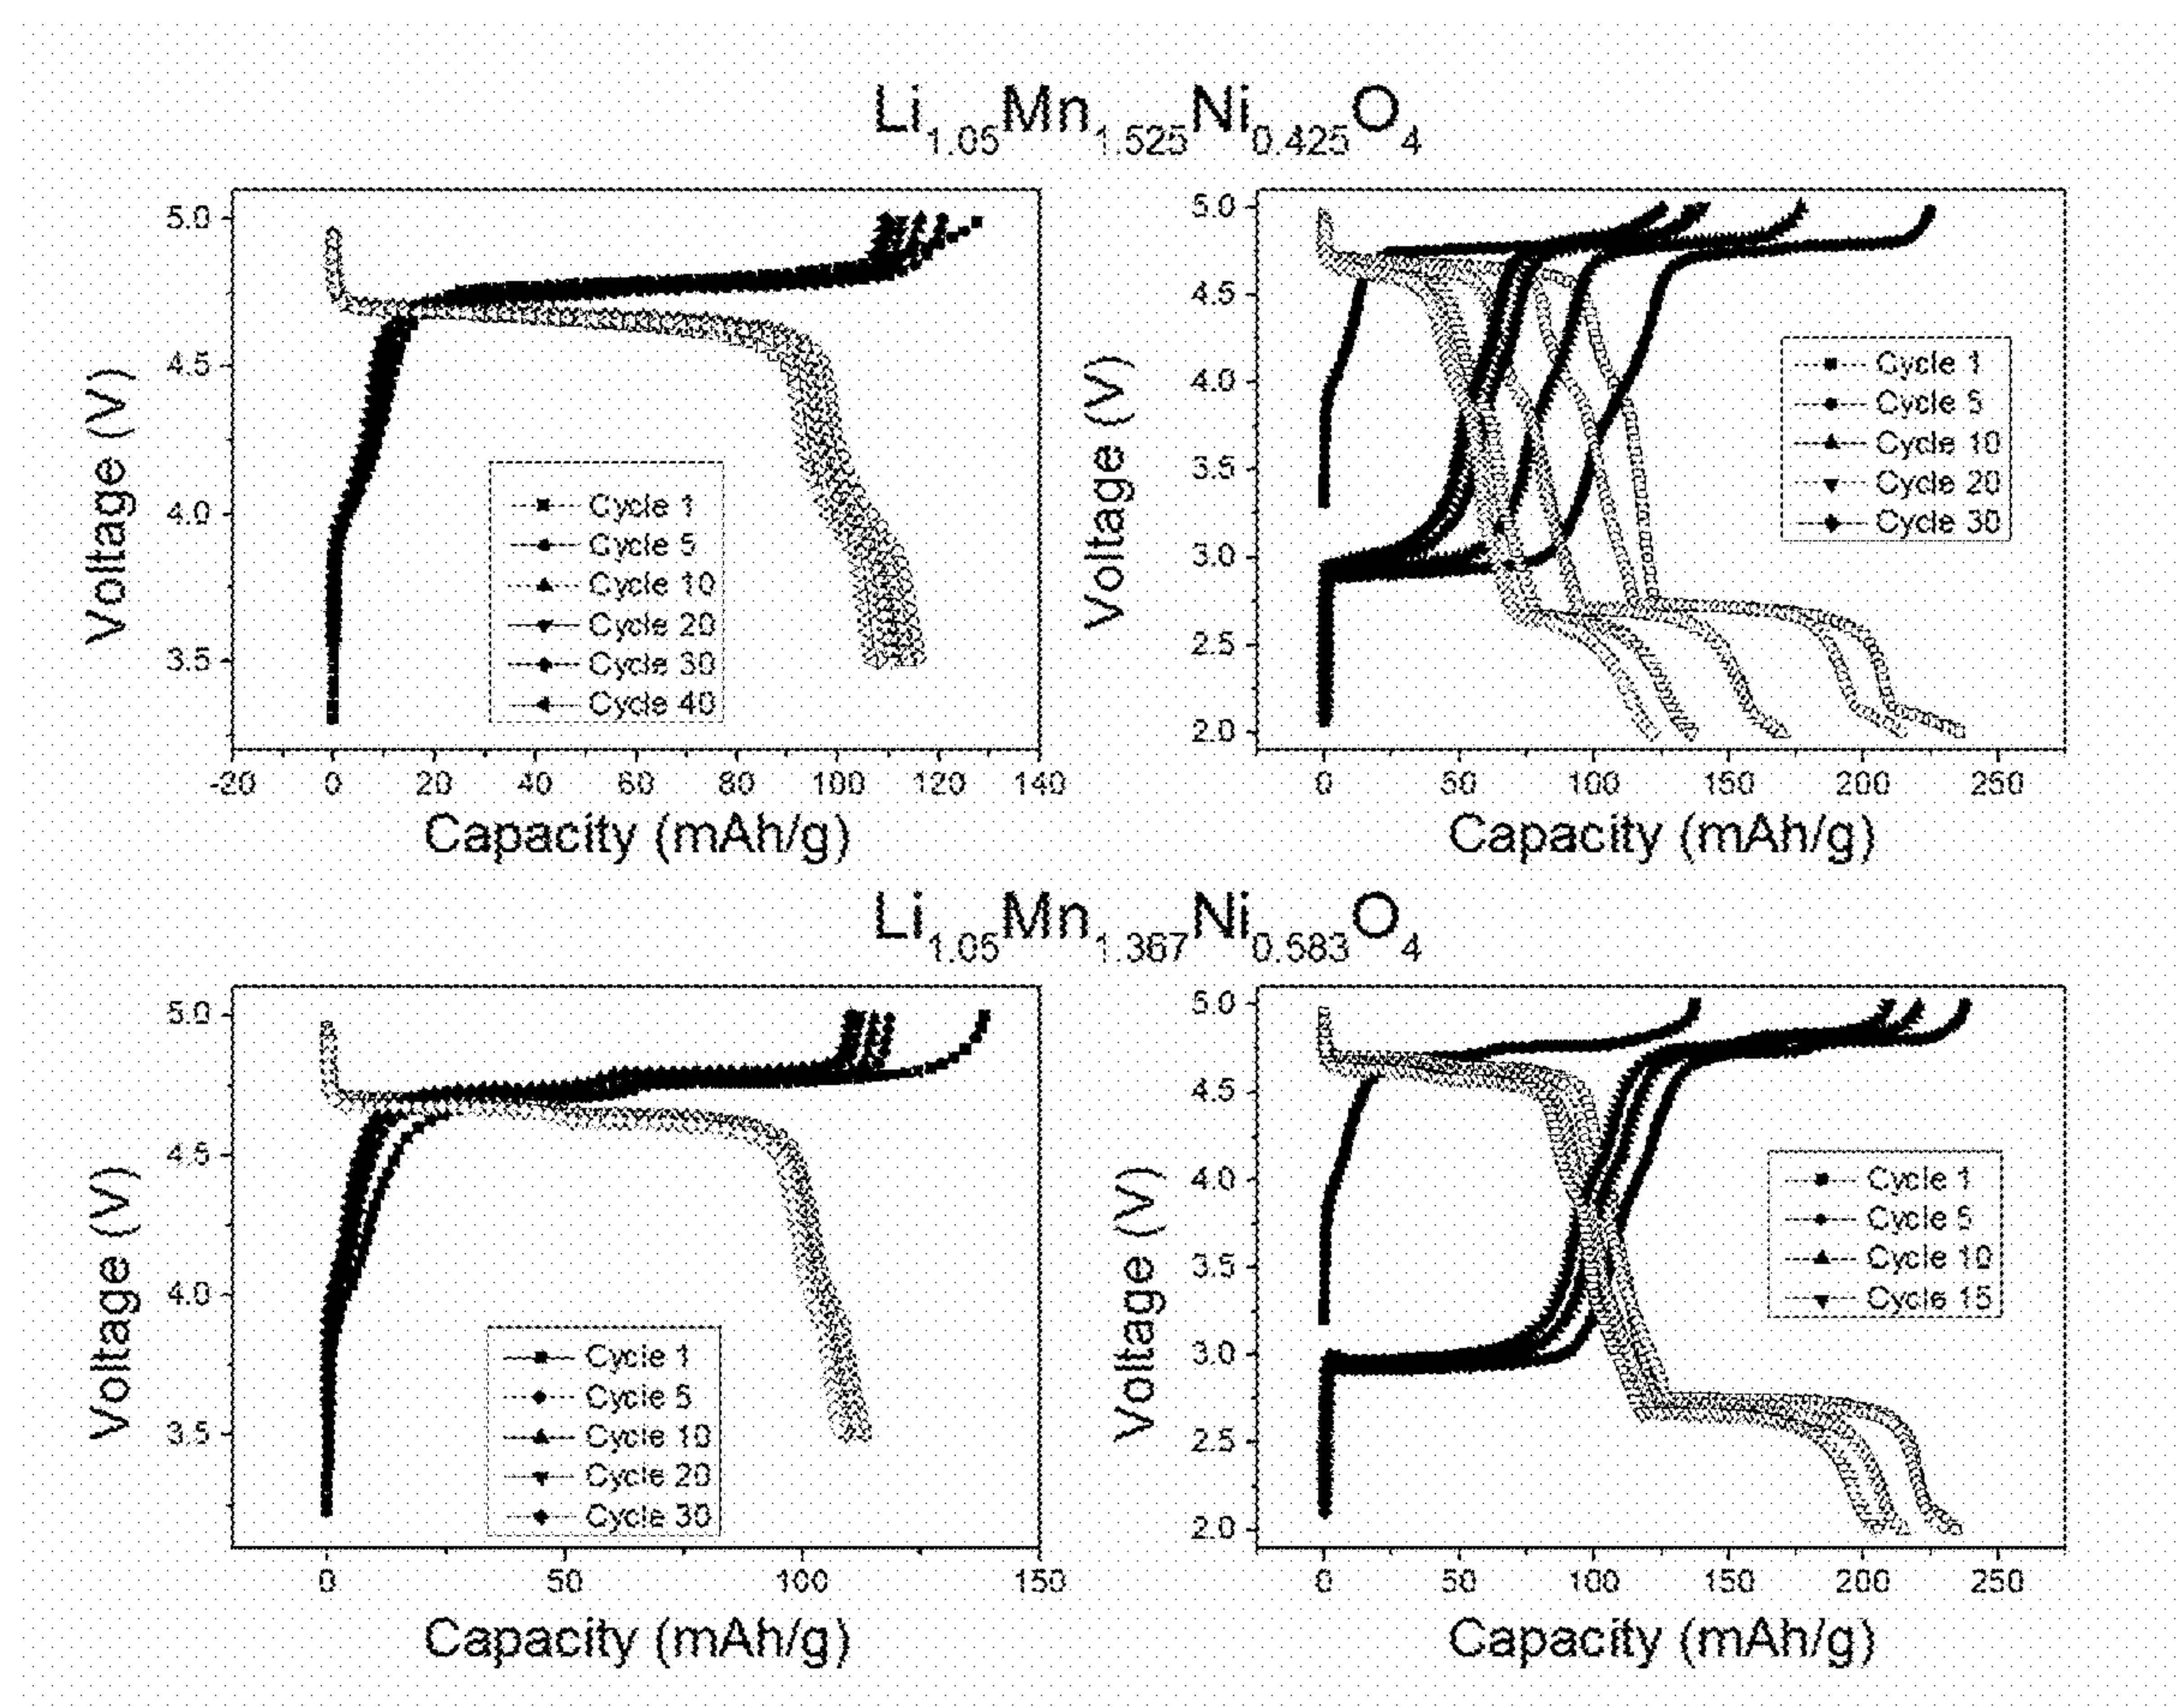 Li1.05Mn1.525Ni0.425O4
5.0
4.5
4.0
3.5
Voltage (V)
Cycle 1
Cycle 5
Cycle 10
Cycle 20
Cycle 30
Cycle 40
-20 0 20 40 60 80 100 120 140
Capacity (mAh/g)
5.0
4.5
4.0
3.5
3.0
2.5
2.0
Voltage (V)
Cycle 1
Cycle 5
Cycle 10
Cycle 20
Cycle 30
0 50 100 150 200 250
Capacity (mAh/g)
Li1.05Mn1.367Ni0.583O4
5.0
4.5
4.0
3.5
Voltage (V)
Cycle 1
Cycle 5
Cycle 10
Cycle 20
Cycle 30
0 50 100 150
Capacity (mAh/g)
5.0
4.5
4.0
3.5
3.0
2.5
2.0
Voltage (V)
Cycle 1
Cycle 5
Cycle 10
Cycle 15
0 50 100 150 200 250
Capacity (mAh/g)